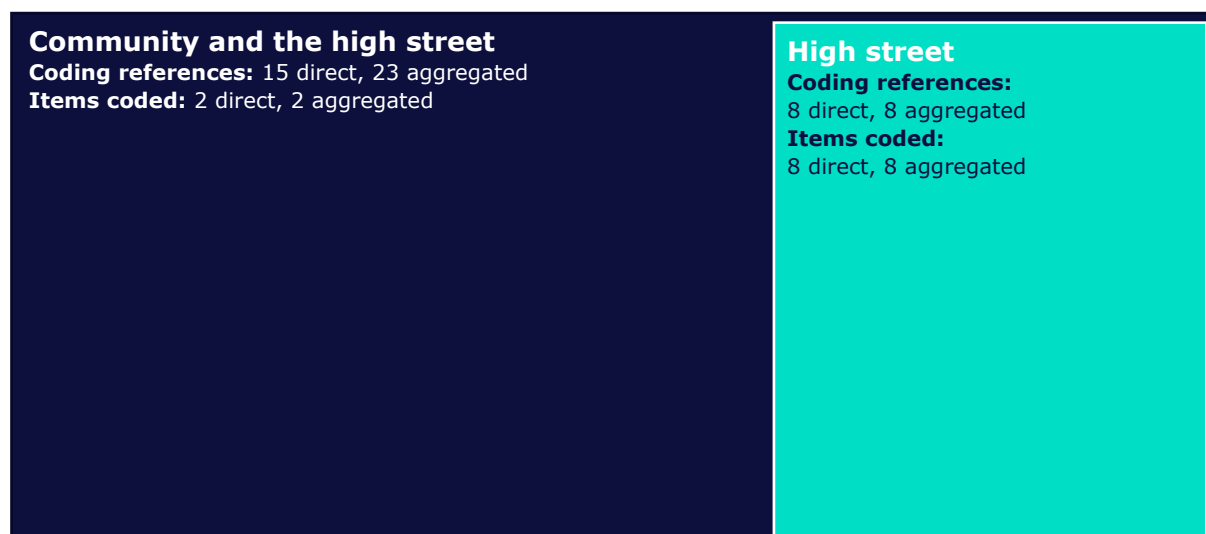 Community and the high street
Coding references: 15 direct, 23 aggregated
Items coded: 2 direct, 2 aggregated
High street
Coding references:
8 direct, 8 aggregated
Items coded:
8 direct, 8 aggregated